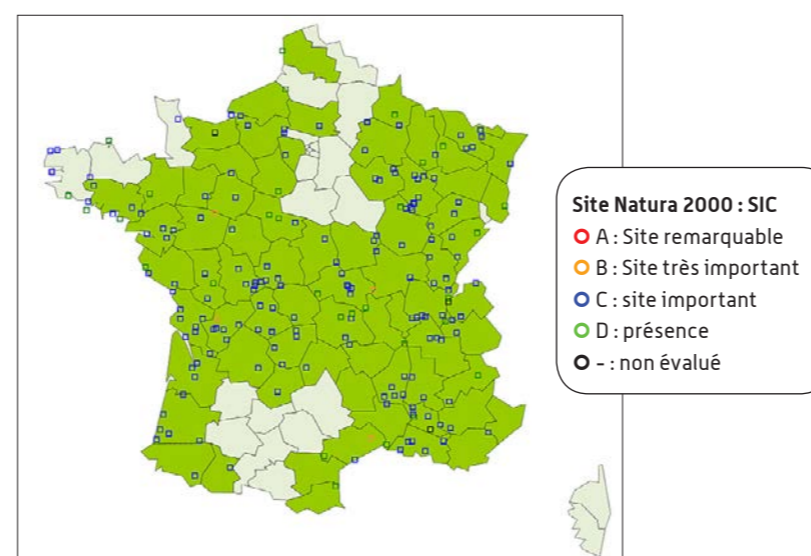 Site Natura 2000 : SIC
A : Site remarquable
B : Site très important
C : site important
D : présence
- : non évalué